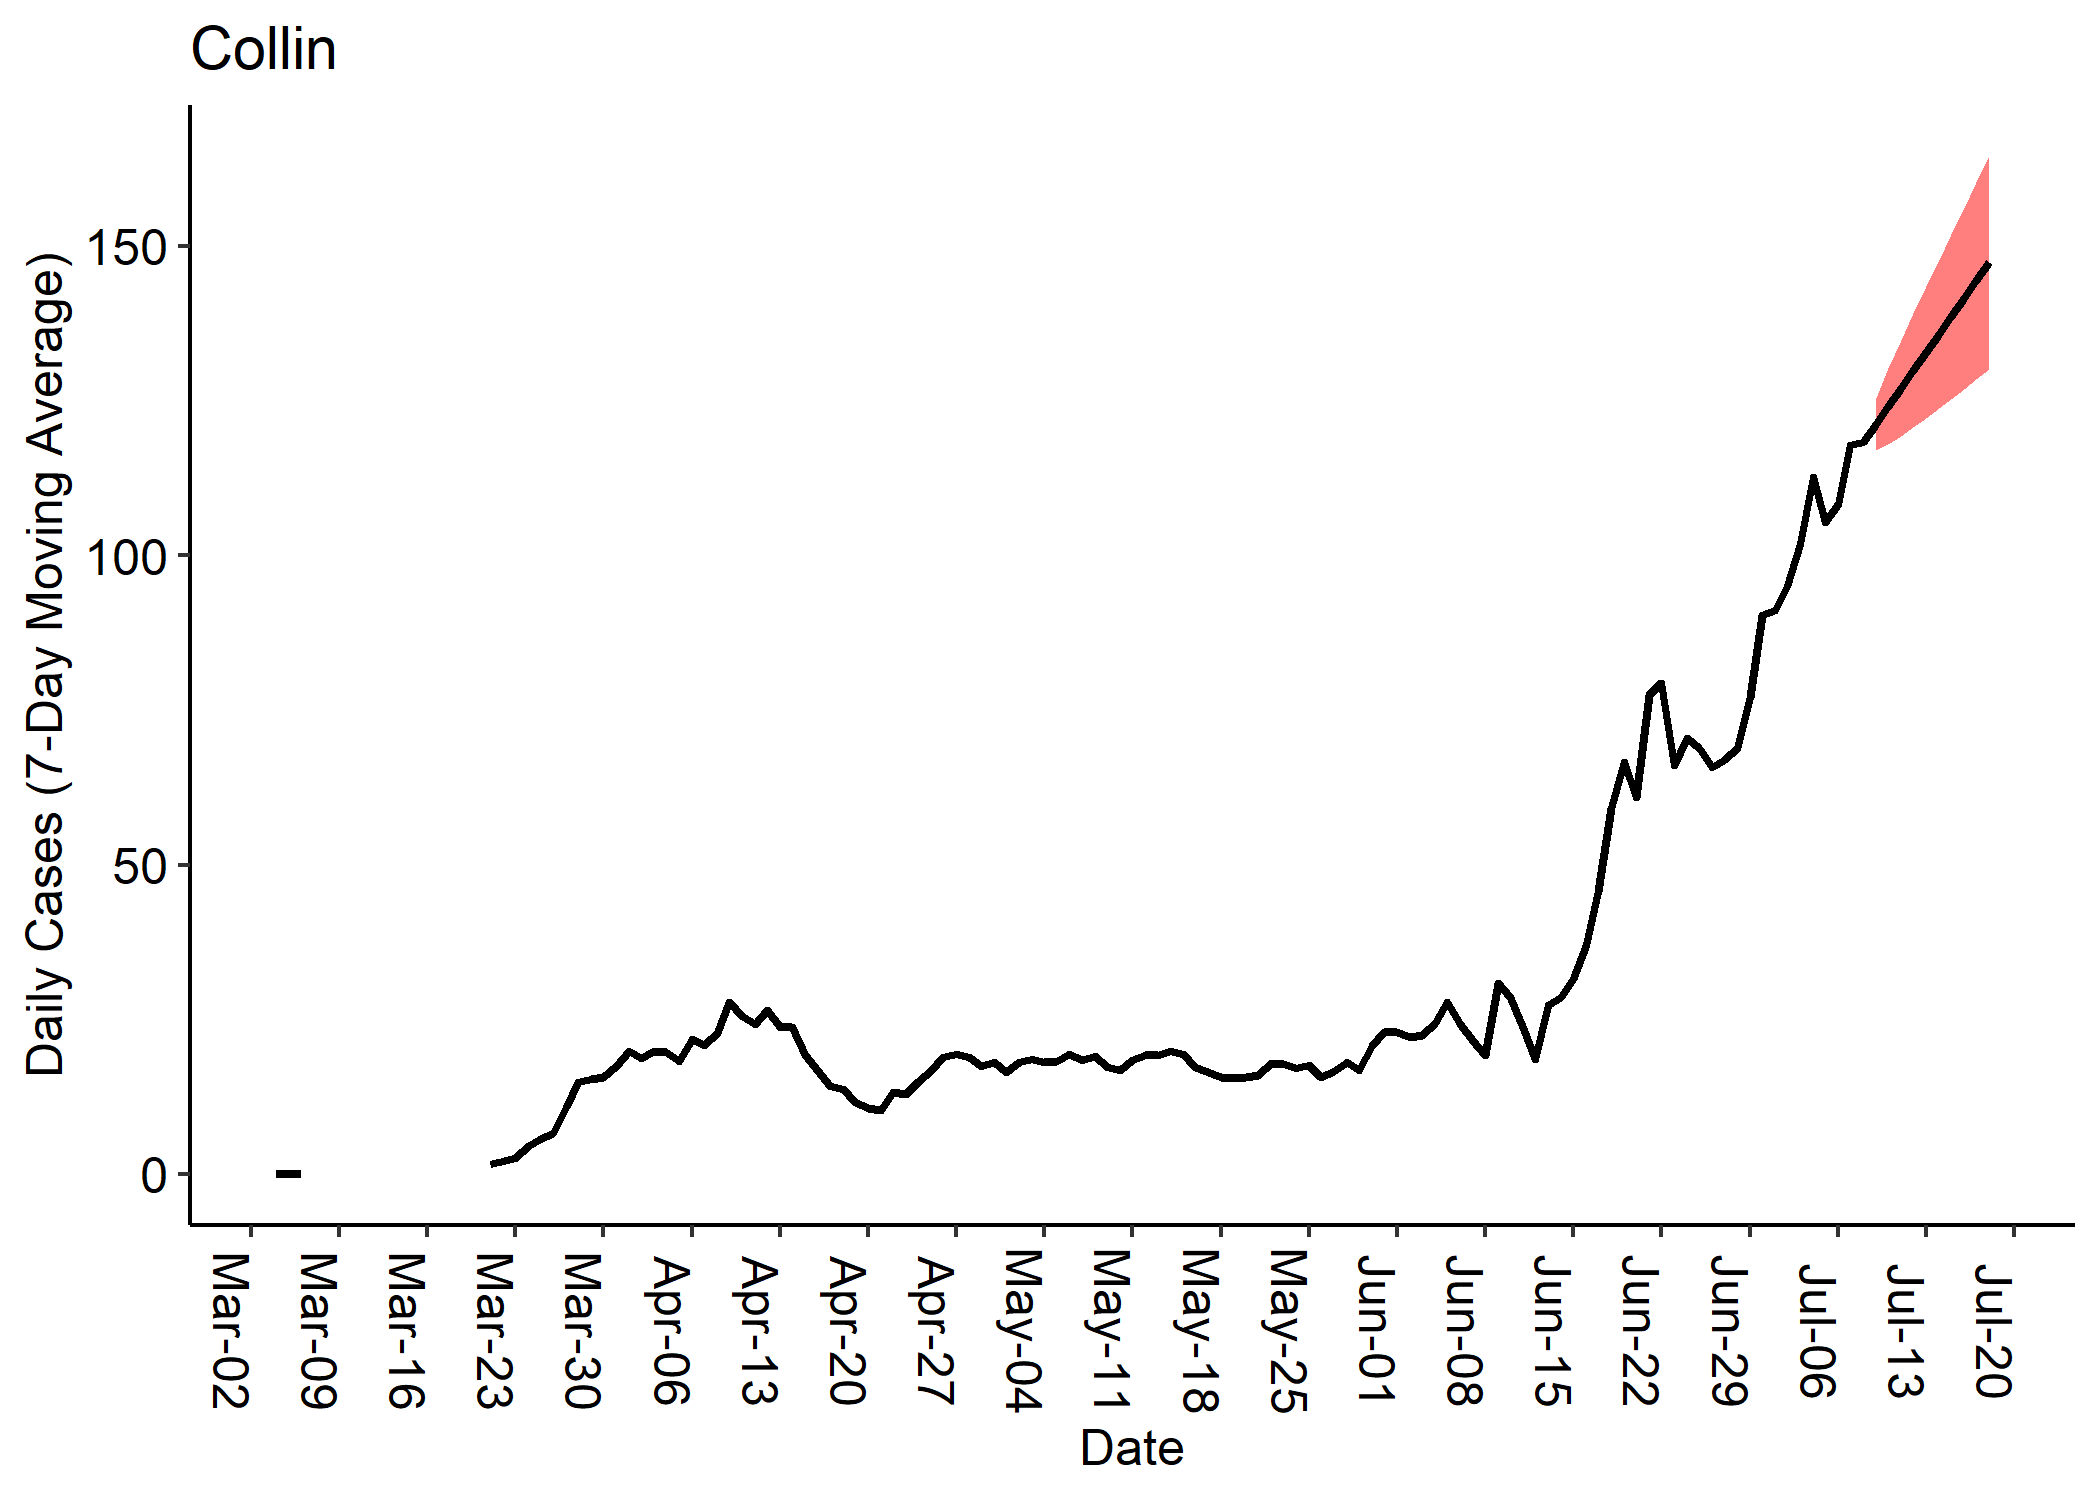 Collin
Daily Cases (7-Day Moving Average)
150
100
50
0
Mar-02
Mar-09
Mar-16
Mar-23
Mar-30
Apr-06
Apr-13
Apr-20
Apr-27
May-04
May-11
May-18
May-25
Jun-01
Jun-08
Jun-15
Jun-22
Jun-29
Jul-06
Jul-13
Jul-20
Date